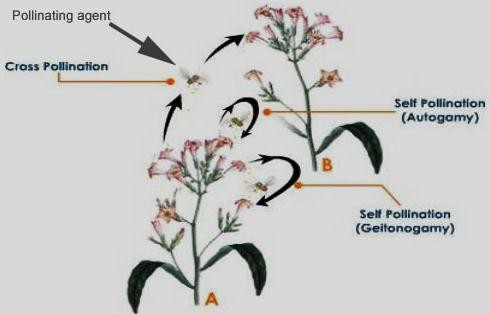 Pollinating agent
Cross Pollination
Self Pollination
(Autogamy)
B
Self Pollination
(Geitonogamy)
A